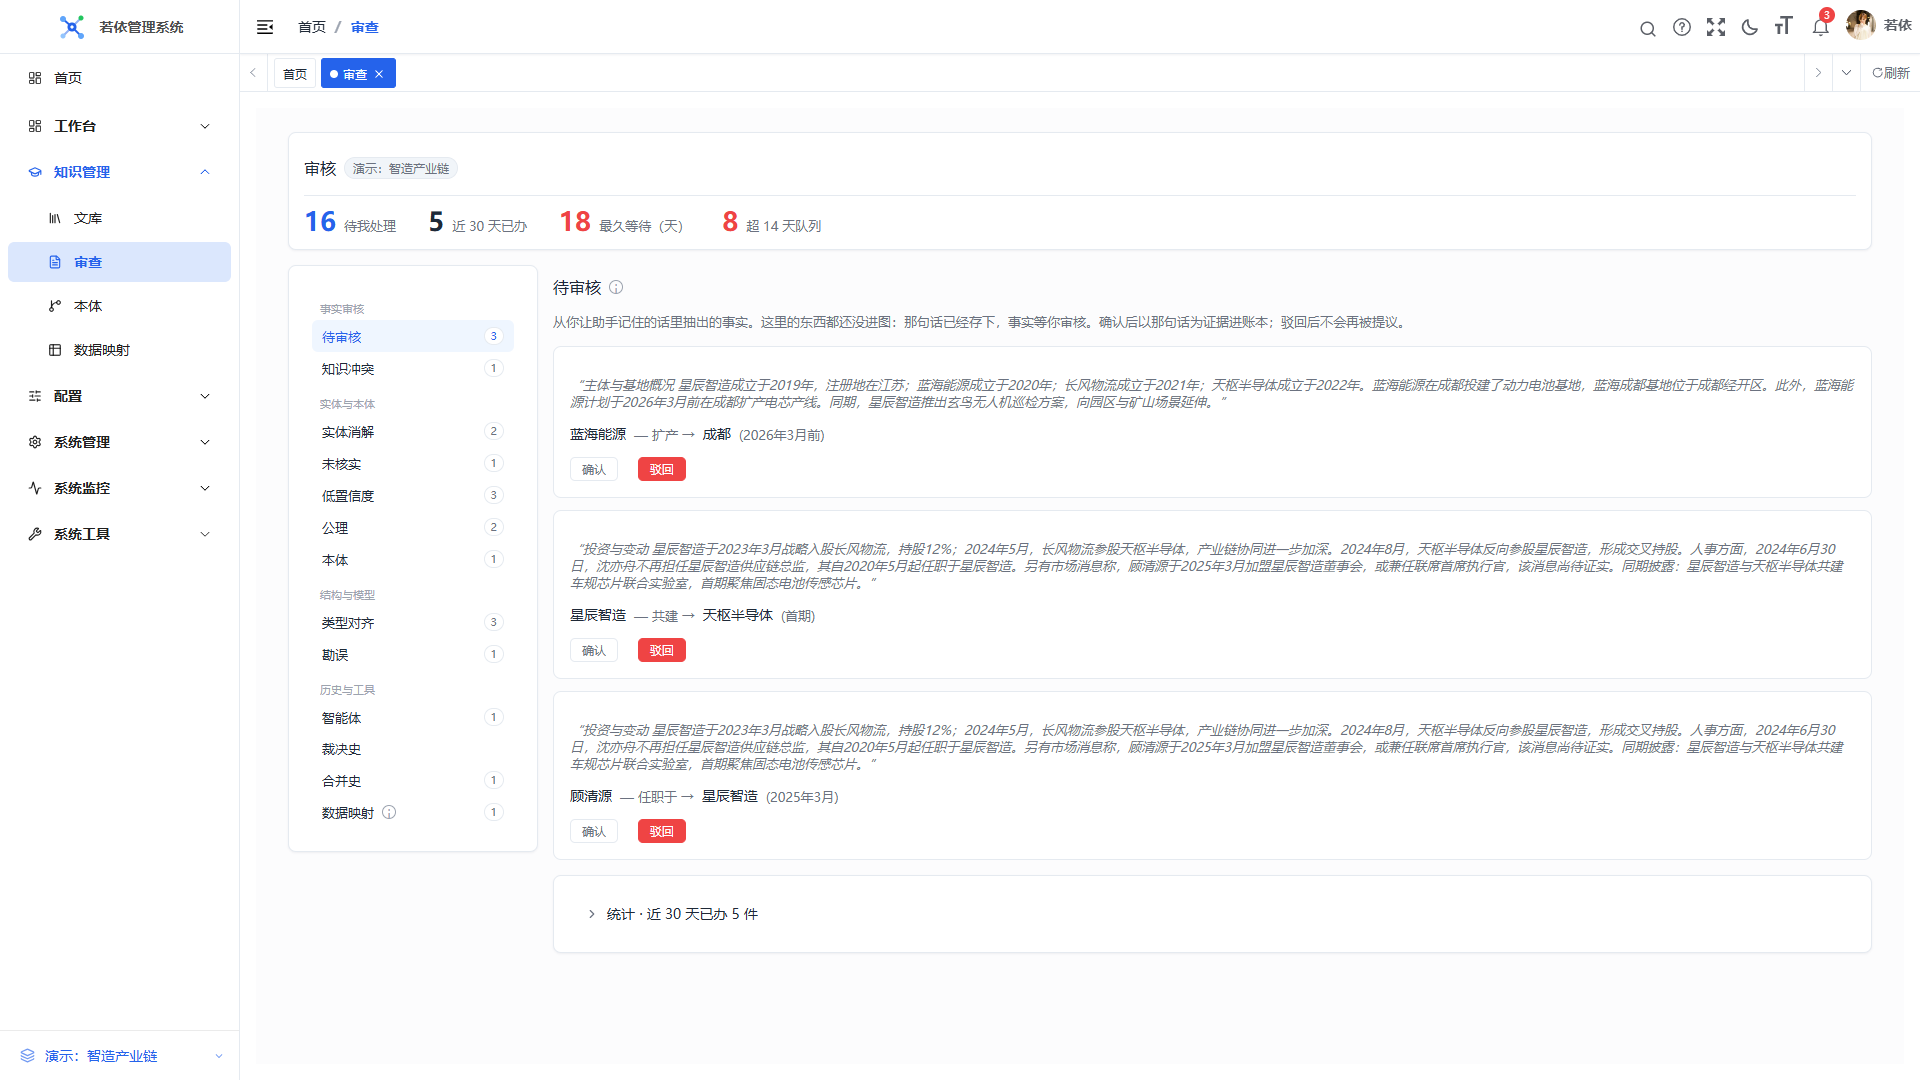 若依管理系统
首页 / 审查
3
若依
首页
审查
刷新
首页
工作台
知识管理
文库
审查
本体
数据映射
配置
系统管理
系统监控
系统工具
演示：智造产业链
审核 演示：智造产业链
16 待我处理 5 近 30 天已办 18 最久等待（天） 8 超 14 天队列
事实审核
待审核 3
知识冲突 1
实体与本体
实体消解 2
未核实 1
低置信度 3
公理 2
本体 1
结构与模型
类型对齐 3
勘误 1
历史与工具
智能体 1
裁决史
合并史 1
数据映射 1
待审核
从你让助手记住的话里抽出的事实。这里的东西都还没进图：那句话已经存下，事实等你审核。确认后以那句话为证据进账本；驳回后不会再被提议。
“主体与基地概况 星辰智造成立于2019年，注册地在江苏；蓝海能源成立于2020年；长风物流成立于2021年；天枢半导体成立于2022年。蓝海能源在成都投建了动力电池基地，蓝海成都基地位于成都经开区。此外，蓝海能
源计划于2026年3月前在成都扩产电芯产线。同期，星辰智造推出玄鸟无人机巡检方案，向园区与矿山场景延伸。”
蓝海能源 — 扩产 → 成都 (2026年3月前)
确认 驳回
“投资与变动 星辰智造于2023年3月战略入股长风物流，持股12%；2024年5月，长风物流参股天枢半导体，产业链协同进一步加深。2024年8月，天枢半导体反向参股星辰智造，形成交叉持股。人事方面，2024年6月30
日，沈亦舟不再担任星辰智造供应链总监，其自2020年5月起任职于星辰智造。另有市场消息称，顾清源于2025年3月加盟星辰智造董事会，或兼任联席首席执行官，该消息尚待证实。同期披露：星辰智造与天枢半导体共建
车规芯片联合实验室，首期聚焦固态电池传感芯片。”
星辰智造 — 共建 → 天枢半导体 (首期)
确认 驳回
“投资与变动 星辰智造于2023年3月战略入股长风物流，持股12%；2024年5月，长风物流参股天枢半导体，产业链协同进一步加深。2024年8月，天枢半导体反向参股星辰智造，形成交叉持股。人事方面，2024年6月30
日，沈亦舟不再担任星辰智造供应链总监，其自2020年5月起任职于星辰智造。另有市场消息称，顾清源于2025年3月加盟星辰智造董事会，或兼任联席首席执行官，该消息尚待证实。同期披露：星辰智造与天枢半导体共建
车规芯片联合实验室，首期聚焦固态电池传感芯片。”
顾清源 — 任职于 → 星辰智造 (2025年3月)
确认 驳回
统计 · 近 30 天已办 5 件